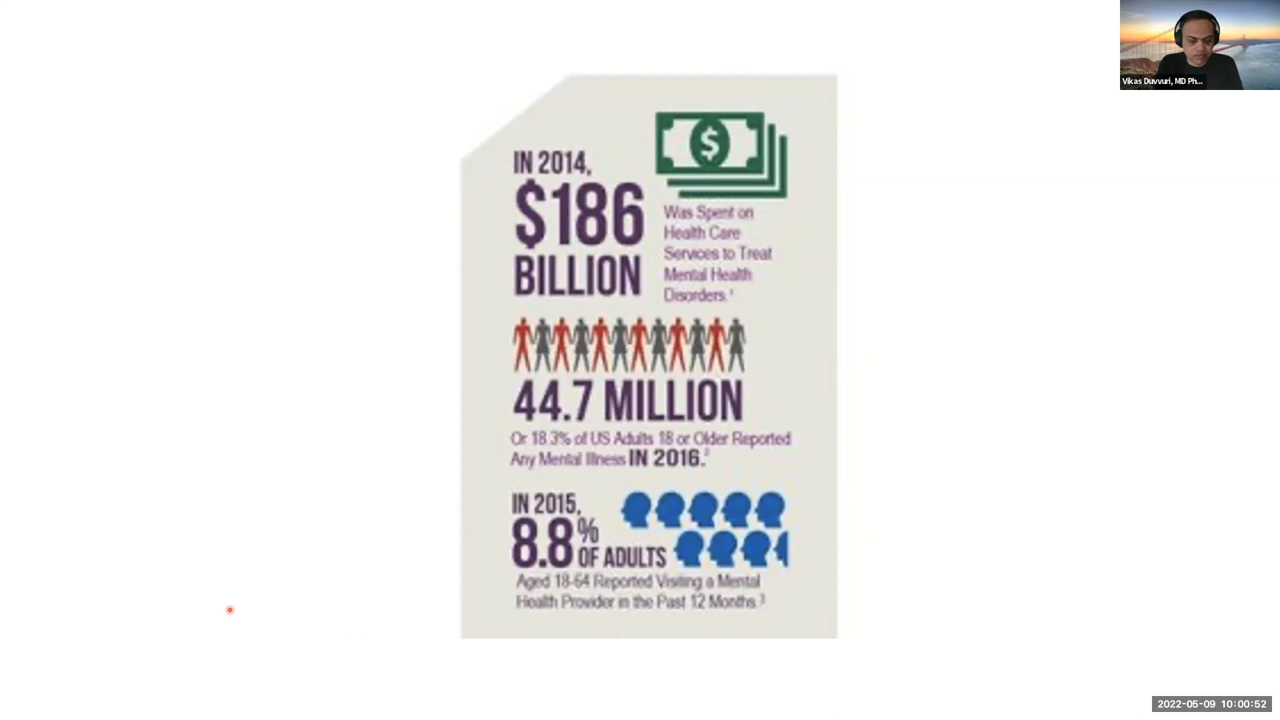 Vikas Duvvuri, MD Ph...
IN 2014,
$186
BILLION
$
Was Spent on
Health Care
Services to Treat
Mental Health
Disorders.¹
44.7 MILLION
Or 18.3% of US Adults 18 or Older Reported
Any Mental Illness IN 2016.²
IN 2015,
8.8%
OF ADULTS
Aged 18-64 Reported Visiting a Mental
Health Provider in the Past 12 Months.³
2022-05-09 10:00:52